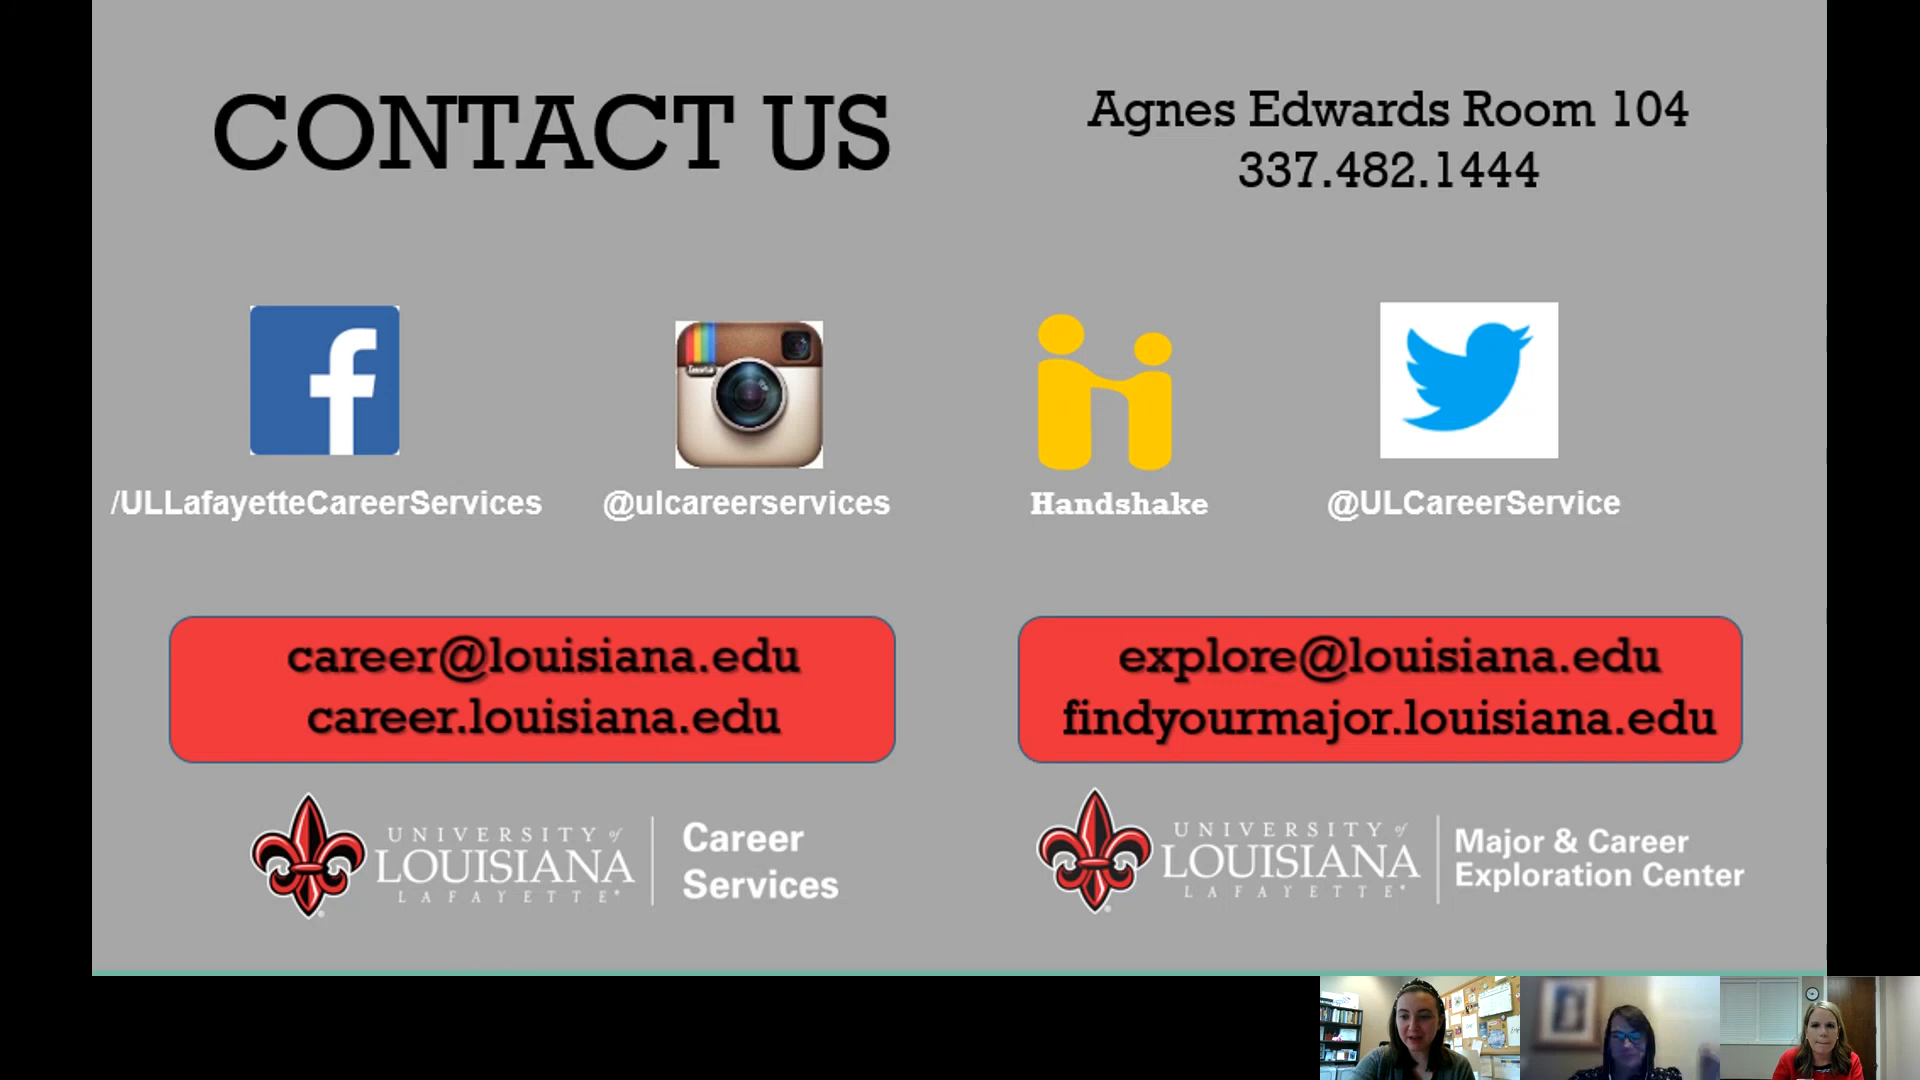 CONTACT US
Agnes Edwards Room 104
337.482.1444
/ULLafayetteCareerServices
@ulcareerservices
Handshake
@ULCareerService
career@louisiana.edu
career.louisiana.edu
explore@louisiana.edu
findyourmajor.louisiana.edu
UNIVERSITY of
LOUISIANA
LAFAYETTE®
Career
Services
UNIVERSITY of
LOUISIANA
LAFAYETTE®
Major & Career
Exploration Center